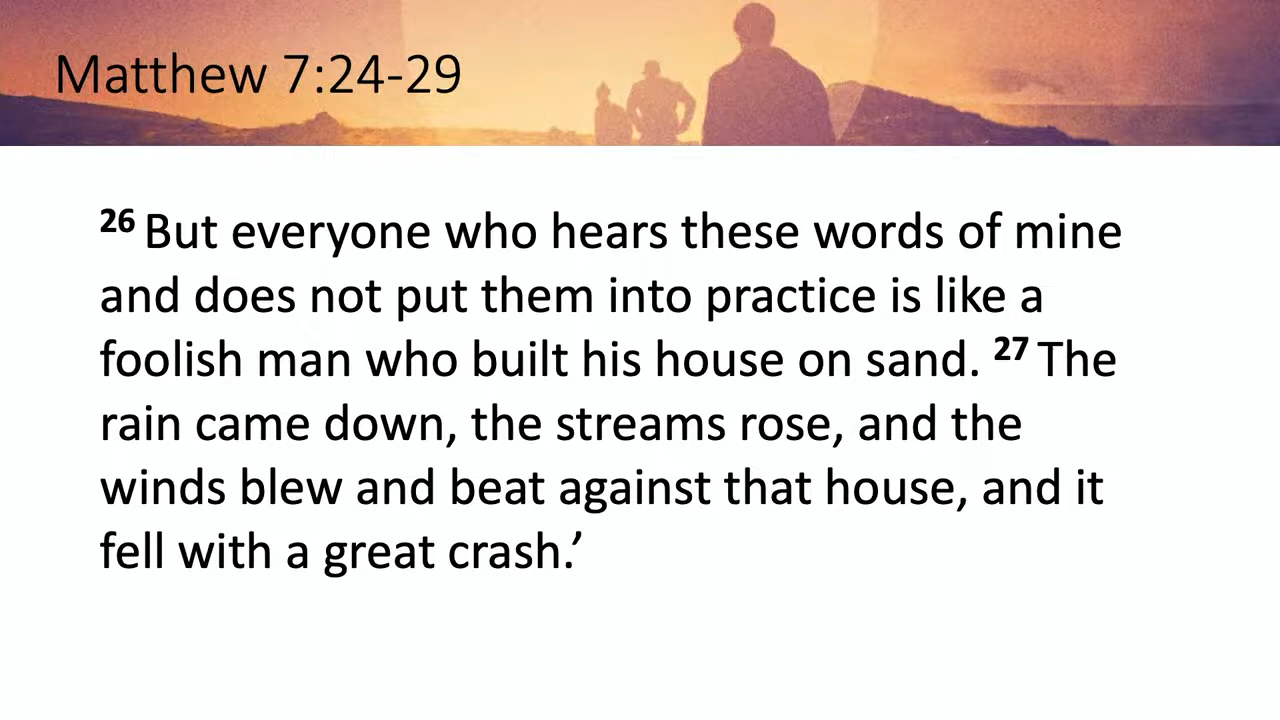 Matthew 7:24-29
26 But everyone who hears these words of mine
and does not put them into practice is like a
foolish man who built his house on sand. 27 The
rain came down, the streams rose, and the
winds blew and beat against that house, and it
fell with a great crash.’